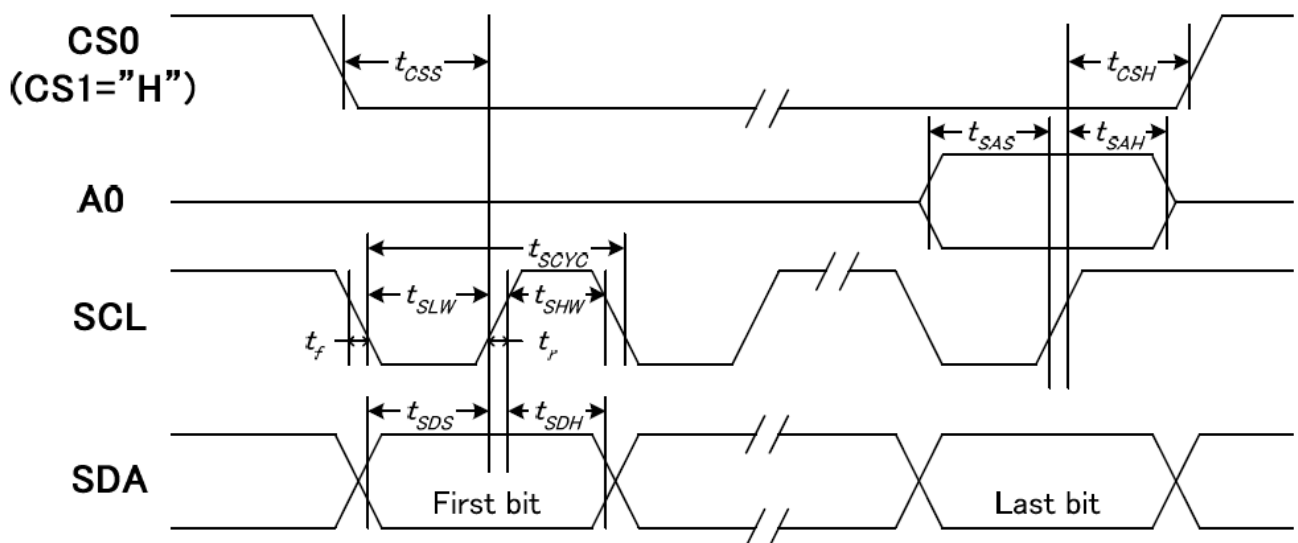 CS0
(CS1="H")
tCSS
tCSH
tSAS
tSAH
A0
tSCYC
SCL
tSLW
tSHW
tf
tr
tSDS
tSDH
SDA
First bit
Last bit